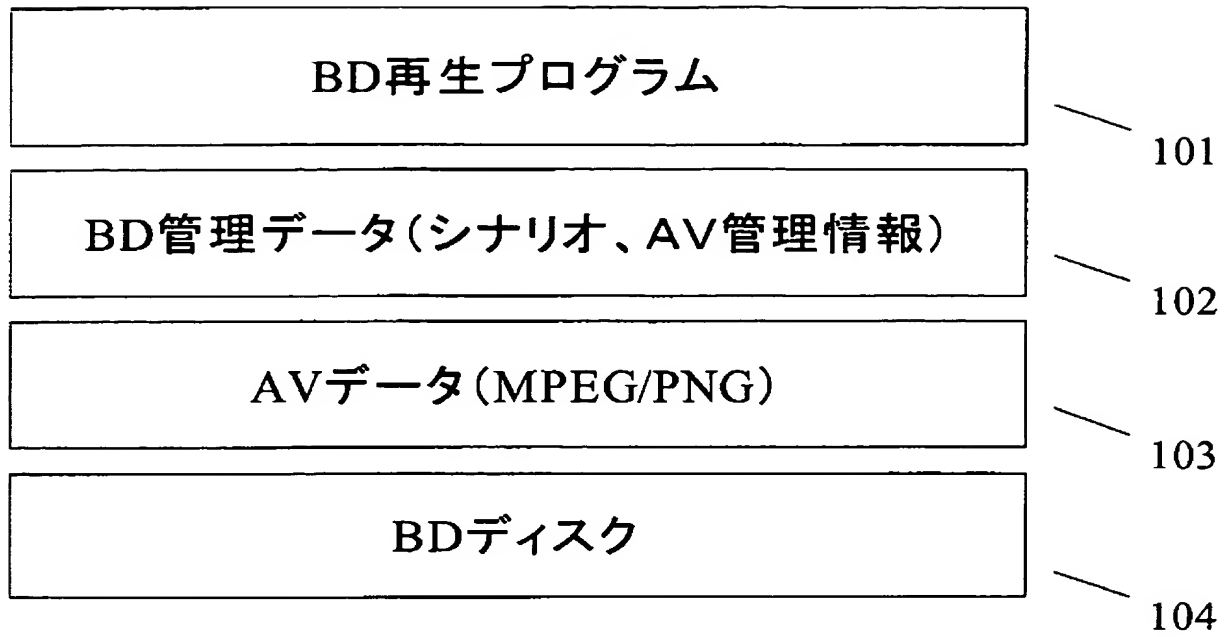 BD再生プログラム
101
BD管理データ(シナリオ、AV管理情報)
102
AVデータ(MPEG/PNG)
103
BDディスク
104